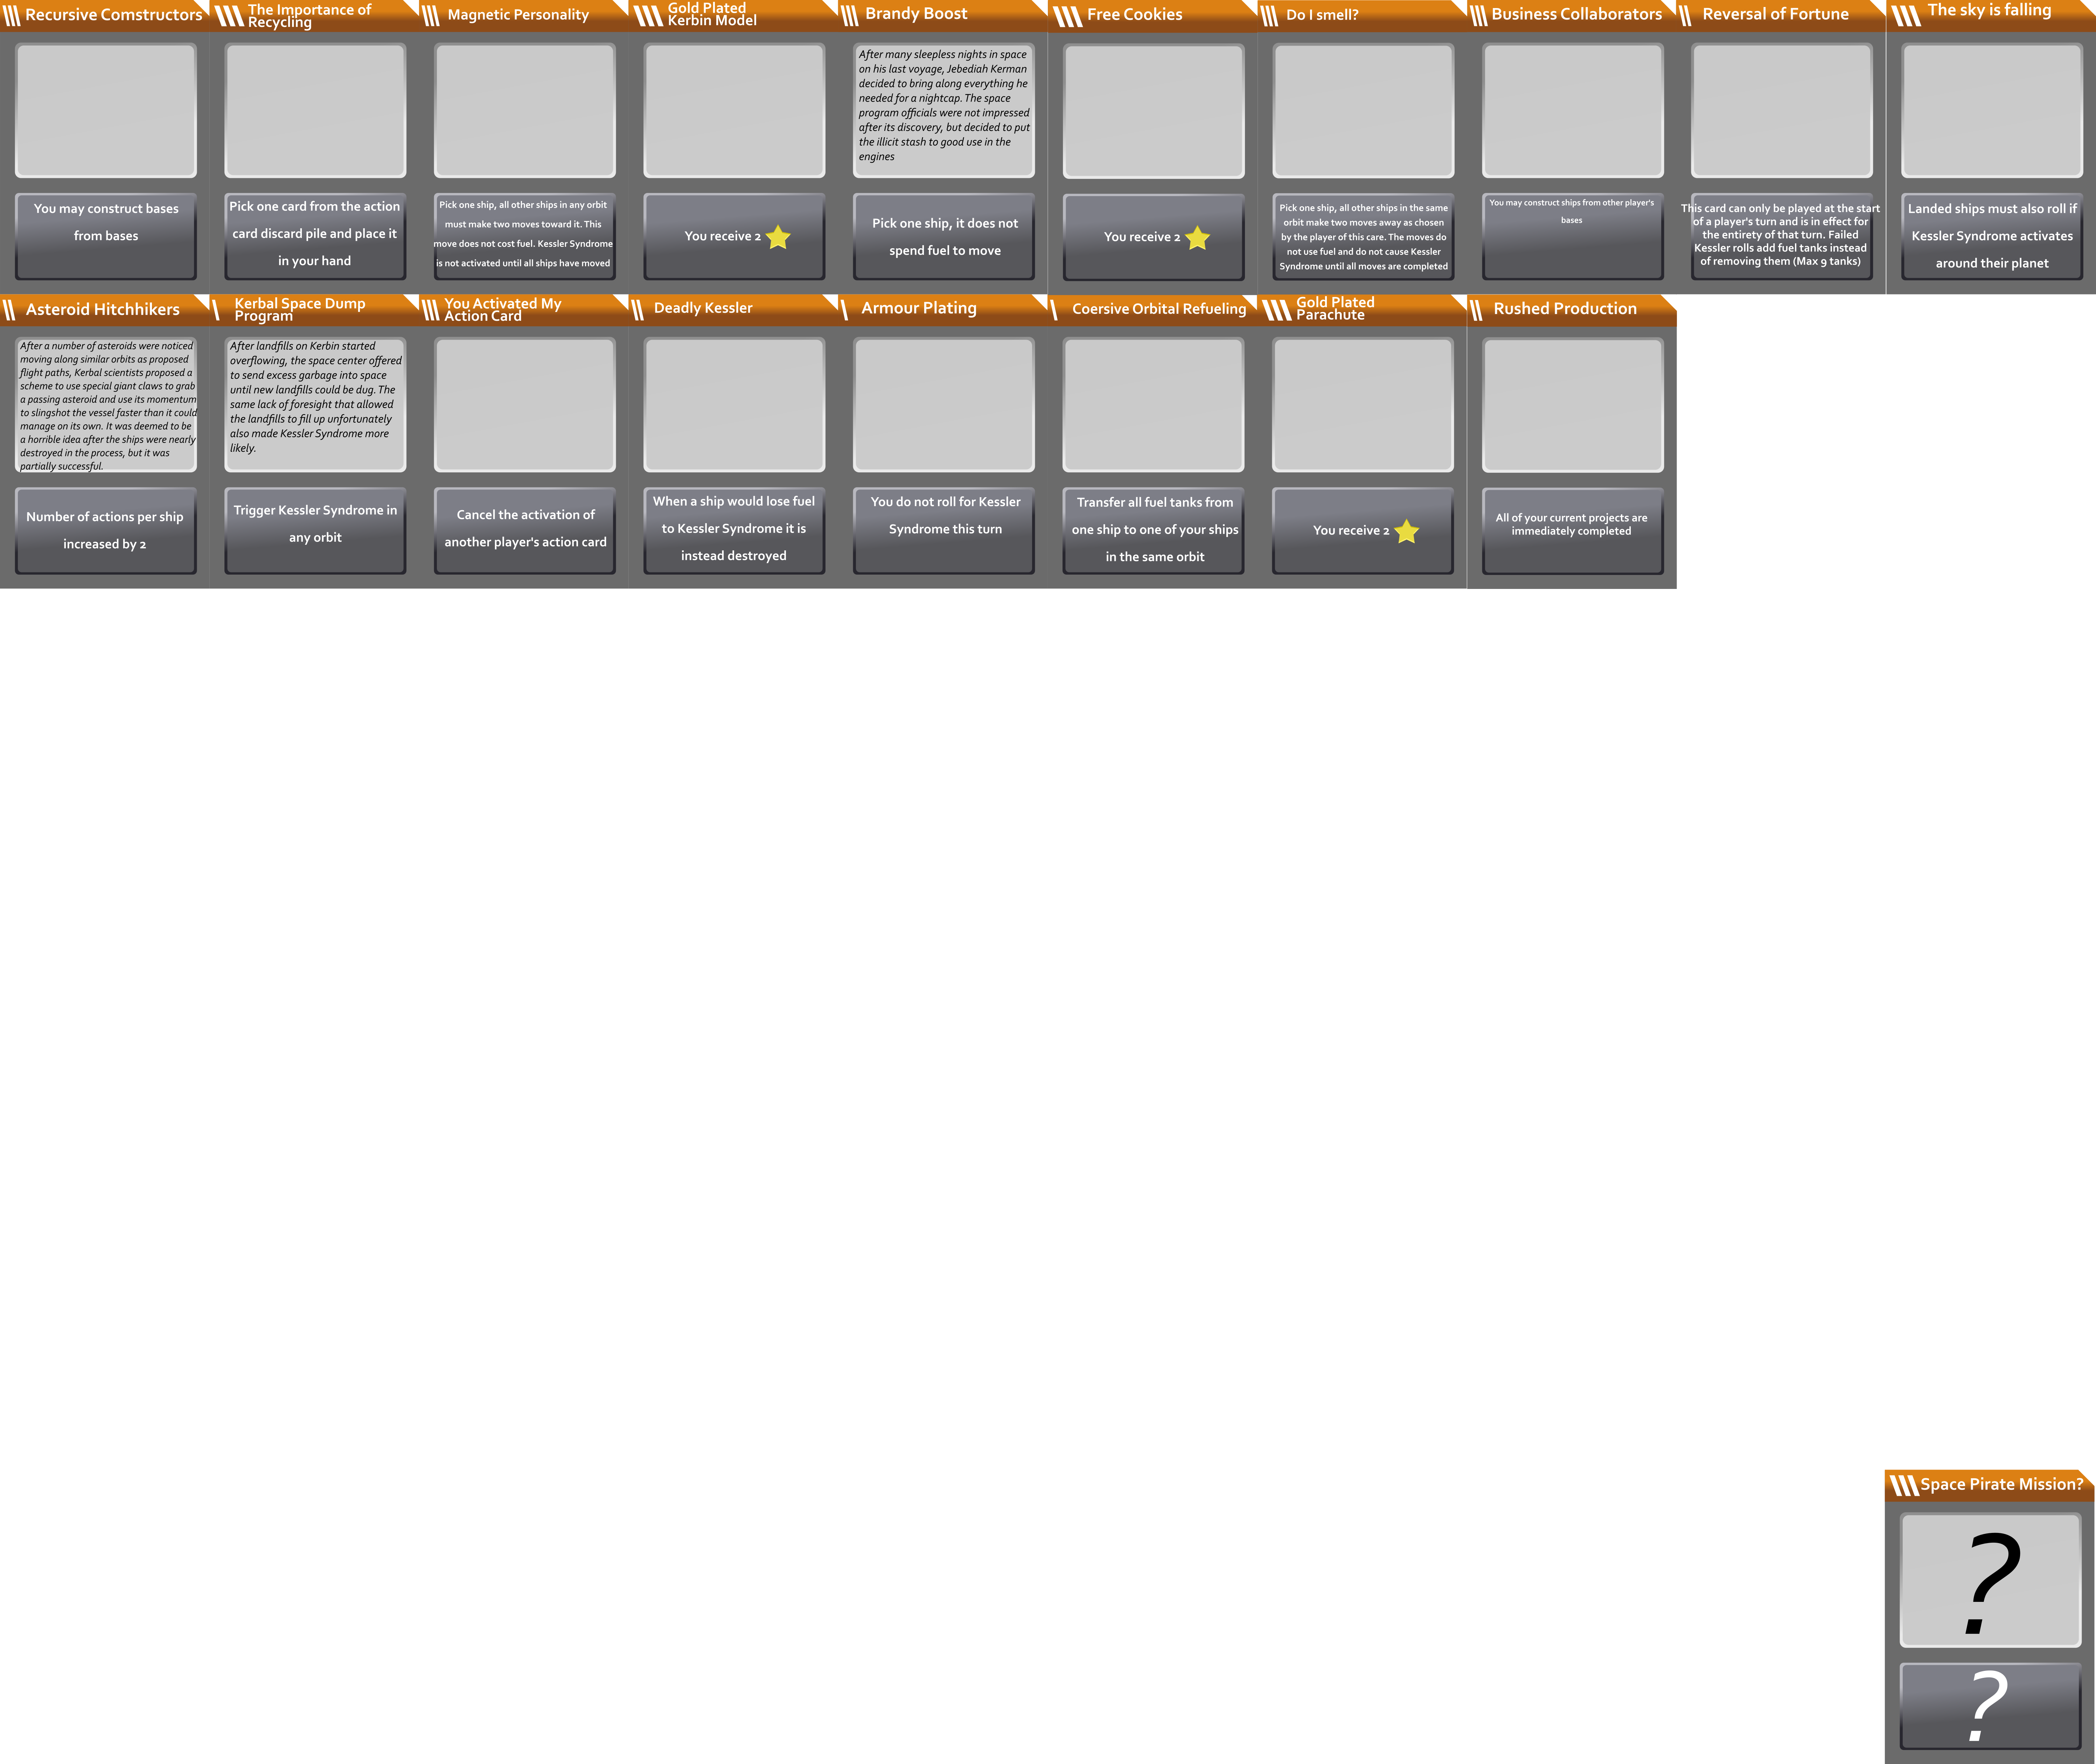 Recursive Comstructors
You may construct bases
from bases
The Importance of
Recycling
Pick one card from the action
card discard pile and place it
in your hand
Magnetic Personality
Pick one ship, all other ships in any orbit
must make two moves toward it. This
move does not cost fuel. Kessler Syndrome
is not activated until all ships have moved
Gold Plated
Kerbin Model
You receive 2
Brandy Boost
After many sleepless nights in space
on his last voyage, Jebediah Kerman
decided to bring along everything he
needed for a nightcap. The space
program officials were not impressed
after its discovery, but decided to put
the illicit stash to good use in the
engines
Pick one ship, it does not
spend fuel to move
Free Cookies
You receive 2
Do I smell?
Pick one ship, all other ships in the same
orbit make two moves away as chosen
by the player of this care. The moves do
not use fuel and do not cause Kessler
Syndrome until all moves are completed
Business Collaborators
You may construct ships from other player's
bases
Reversal of Fortune
This card can only be played at the start
of a player's turn and is in effect for
the entirety of that turn. Failed
Kessler rolls add fuel tanks instead
of removing them (Max 9 tanks)
The sky is falling
Landed ships must also roll if
Kessler Syndrome activates
around their planet
Asteroid Hitchhikers
After a number of asteroids were noticed
moving along similar orbits as proposed
flight paths, Kerbal scientists proposed a
scheme to use special giant claws to grab
a passing asteroid and use its momentum
to slingshot the vessel faster than it could
manage on its own. It was deemed to be
a horrible idea after the ships were nearly
destroyed in the process, but it was
partially successful.
Number of actions per ship
increased by 2
Kerbal Space Dump
Program
After landfills on Kerbin started
overflowing, the space center offered
to send excess garbage into space
until new landfills could be dug. The
same lack of foresight that allowed
the landfills to fill up unfortunately
also made Kessler Syndrome more
likely.
Trigger Kessler Syndrome in
any orbit
You Activated My
Action Card
Cancel the activation of
another player's action card
Deadly Kessler
When a ship would lose fuel
to Kessler Syndrome it is
instead destroyed
Armour Plating
You do not roll for Kessler
Syndrome this turn
Coersive Orbital Refueling
Transfer all fuel tanks from
one ship to one of your ships
in the same orbit
Gold Plated
Parachute
You receive 2
Rushed Production
All of your current projects are
immediately completed
Space Pirate Mission?
?
?